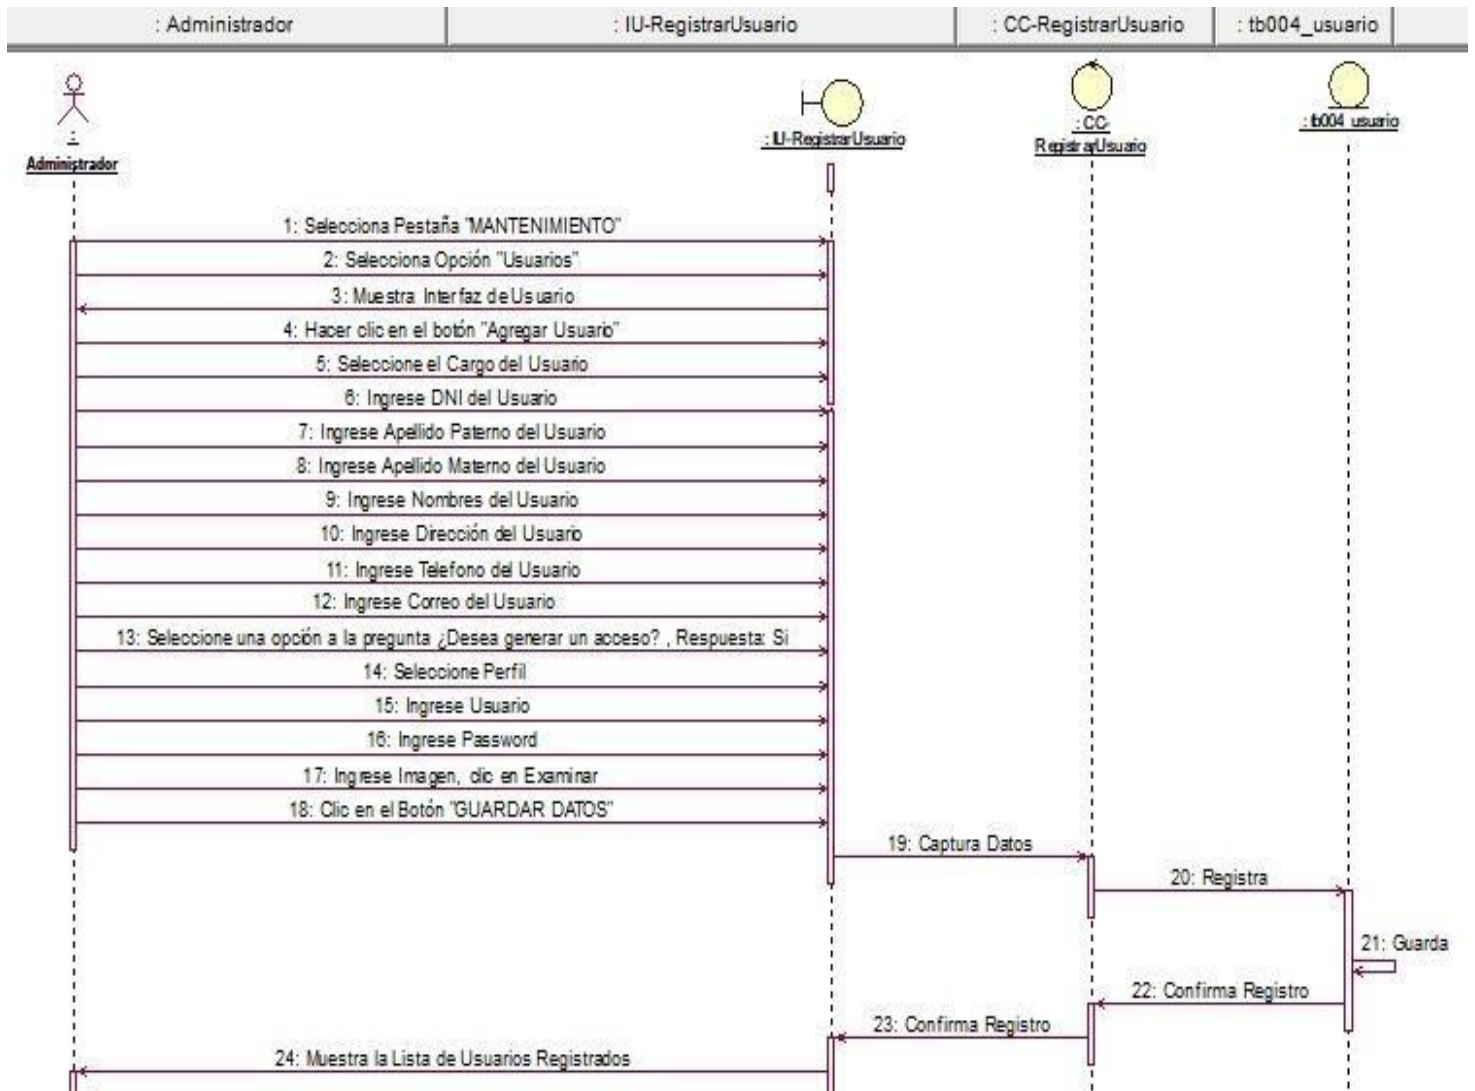 : Administrador
: IU-RegistrarUsuario
: CC-RegistrarUsuario
: tb004_usuario
:
Administrador
: IU-RegistrarUsuario
: CC-
RegistrarUsuario
: tb004 usuario
1: Selecciona Pestaña "MANTENIMIENTO"
2: Selecciona Opción "Usuarios"
3: Muestra Interfaz de Usuario
4: Hacer clic en el botón "Agregar Usuario"
5: Seleccione el Cargo del Usuario
6: Ingrese DNI del Usuario
7: Ingrese Apellido Paterno del Usuario
8: Ingrese Apellido Materno del Usuario
9: Ingrese Nombres del Usuario
10: Ingrese Dirección del Usuario
11: Ingrese Telefono del Usuario
12: Ingrese Correo del Usuario
13: Seleccione una opción a la pregunta ¿Desea generar un acceso? , Respuesta: Si
14: Seleccione Perfil
15: Ingrese Usuario
16: Ingrese Password
17: Ingrese Imagen, clic en Examinar
18: Clic en el Botón "GUARDAR DATOS"
19: Captura Datos
20: Registra
21: Guarda
22: Confirma Registro
23: Confirma Registro
24: Muestra la Lista de Usuarios Registrados